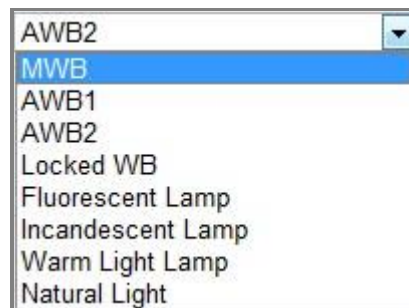 AWB2
MWB
AWB1
AWB2
Locked WB
Fluorescent Lamp
Incandescent Lamp
Warm Light Lamp
Natural Light